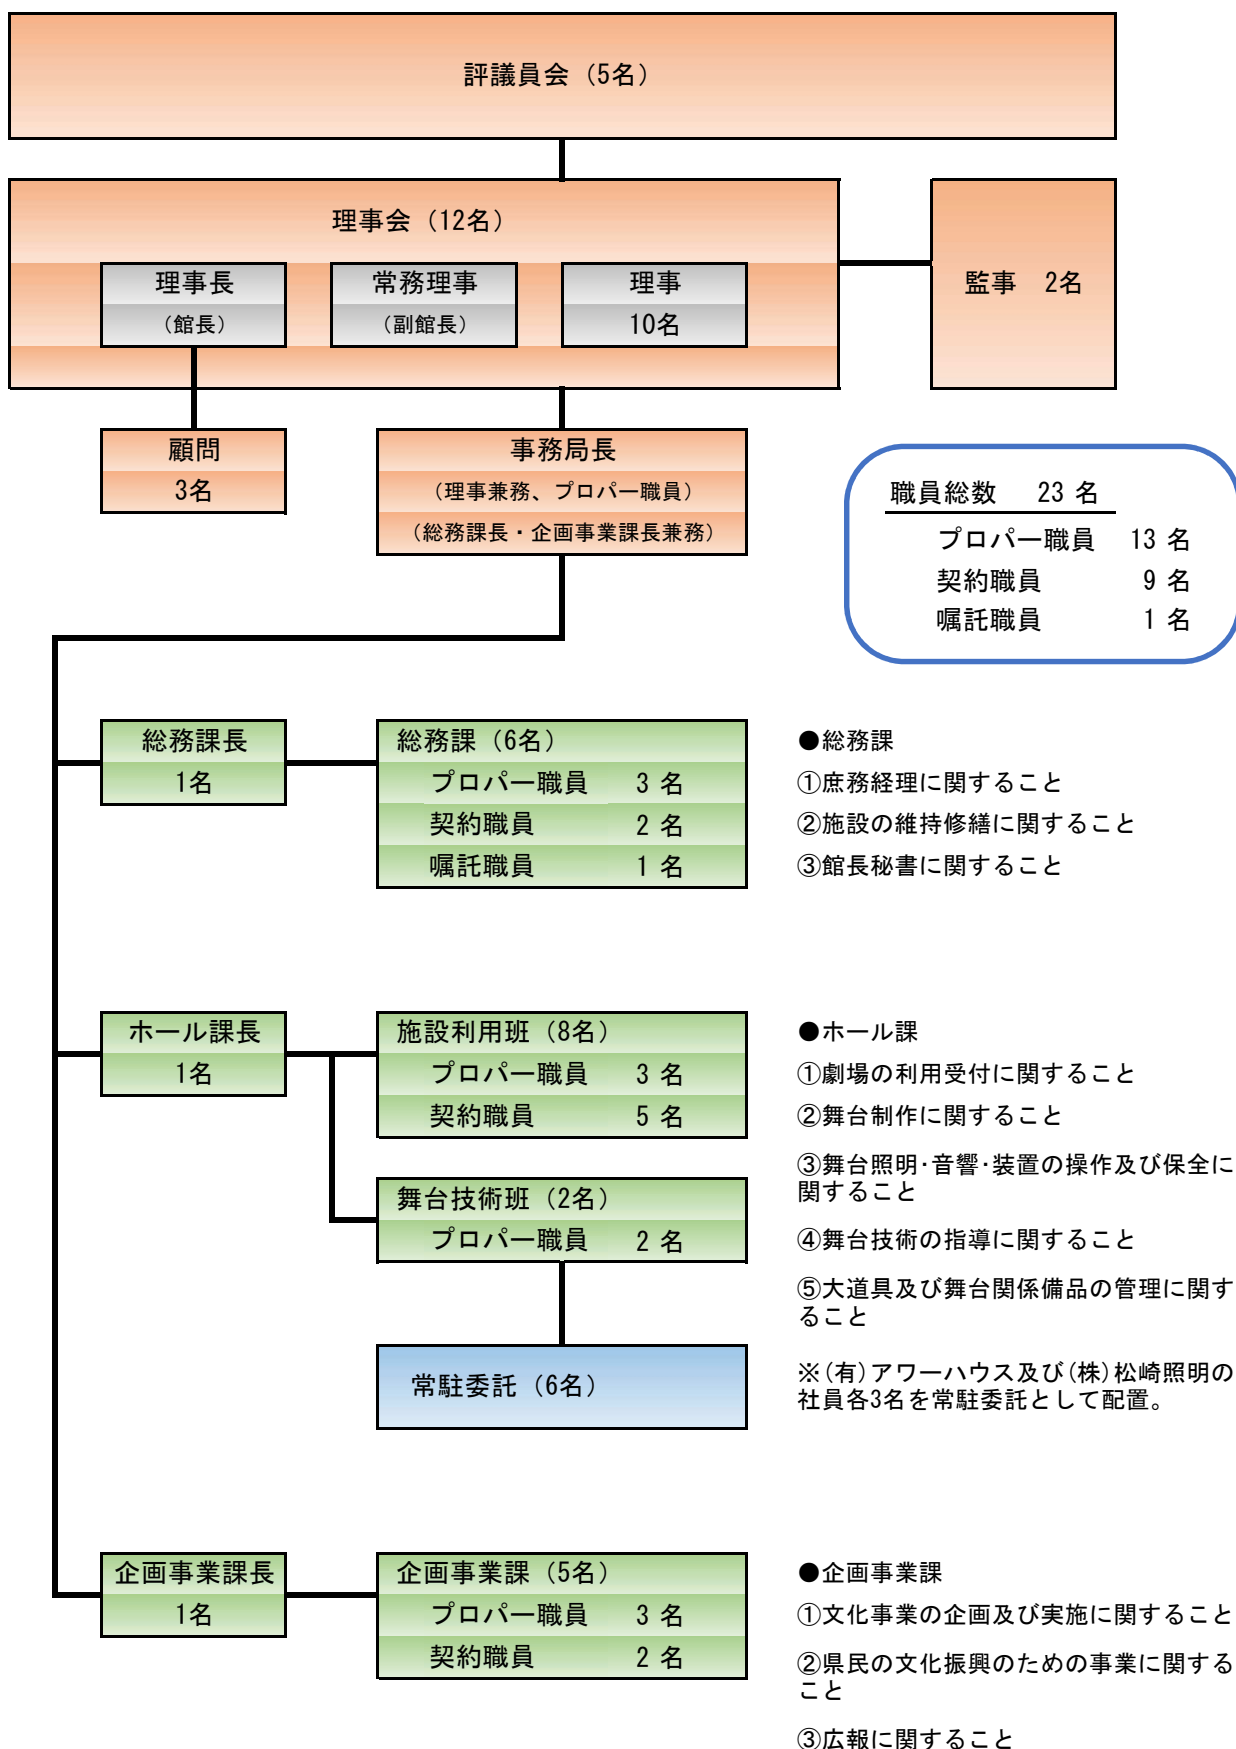 評議員会（5名）
理事会（12名）
理事長
（館長）
常務理事
（副館長）
理事
10名
監事　2名
顧問
3名
事務局長
（理事兼務、プロパー職員）
（総務課長・企画事業課長兼務）
職員総数　23 名
プロパー職員　13 名
契約職員　9 名
嘱託職員　1 名
総務課長
1名
総務課（6名）
プロパー職員　3 名
契約職員　2 名
嘱託職員　1 名
●総務課
①庶務経理に関すること
②施設の維持修繕に関すること
③館長秘書に関すること
ホール課長
1名
施設利用班（8名）
プロパー職員　3 名
契約職員　5 名
舞台技術班（2名）
プロパー職員　2 名
常駐委託（6名）
●ホール課
①劇場の利用受付に関すること
②舞台制作に関すること
③舞台照明･音響･装置の操作及び保全に
関すること
④舞台技術の指導に関すること
⑤大道具及び舞台関係備品の管理に関す
ること
※(有)アワーハウス及び(株)松崎照明の
社員各3名を常駐委託として配置。
企画事業課長
1名
企画事業課（5名）
プロパー職員　3 名
契約職員　2 名
●企画事業課
①文化事業の企画及び実施に関すること
②県民の文化振興のための事業に関する
こと
③広報に関すること